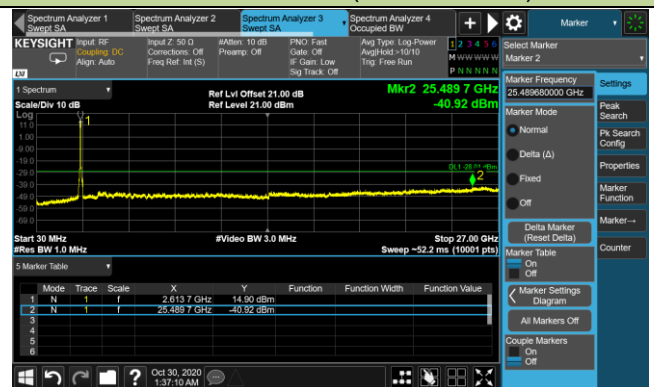 Spectrum Analyzer 1
Swept SA
Spectrum Analyzer 2
Swept SA
Spectrum Analyzer 3
Swept SA
Spectrum Analyzer 4
Occupied BW
Marker
KEYSIGHT
Input: RF
Coupling: DC
Align: Auto
Input Z: 50 Ω
Corrections: Off
Freq Ref: Int (S)
#Atten: 10 dB
Preamp: Off
PNO: Fast
Gate: Off
IF Gain: Low
Sig Track: Off
Avg Type: Log-Power
Avg|Hold:>10/10
Trig: Free Run
1 2 3 4 5 6
M W W W W W
P N N N N N
LXI
1 Spectrum
Scale/Div 10 dB
Ref Lvl Offset 21.00 dB
Ref Level 21.00 dBm
Mkr2 25.489 7 GHz
-40.92 dBm
Log
11.0
1.00
-9.00
-19.0
-29.0
-39.0
-49.0
-59.0
-69.0
1
2
Start 30 MHz
#Res BW 1.0 MHz
#Video BW 3.0 MHz
Stop 27.00 GHz
Sweep ~52.2 ms (10001 pts)
5 Marker Table
Mode Trace Scale X Y Function Function Width Function Value
1 N 1 f 2.613 7 GHz 14.90 dBm
2 N 1 f 25.489 7 GHz -40.92 dBm
3
4
5
6
Select Marker
Marker 2
Marker Frequency
25.489680000 GHz
Marker Mode
Normal
Delta (Δ)
Fixed
Off
Delta Marker
(Reset Delta)
Marker Table
On
Off
Marker Settings
Diagram
All Markers Off
Couple Markers
On
Off
Settings
Peak
Search
Pk Search
Config
Properties
Marker
Function
Marker→
Counter
Oct 30, 2020
1:37:10 AM